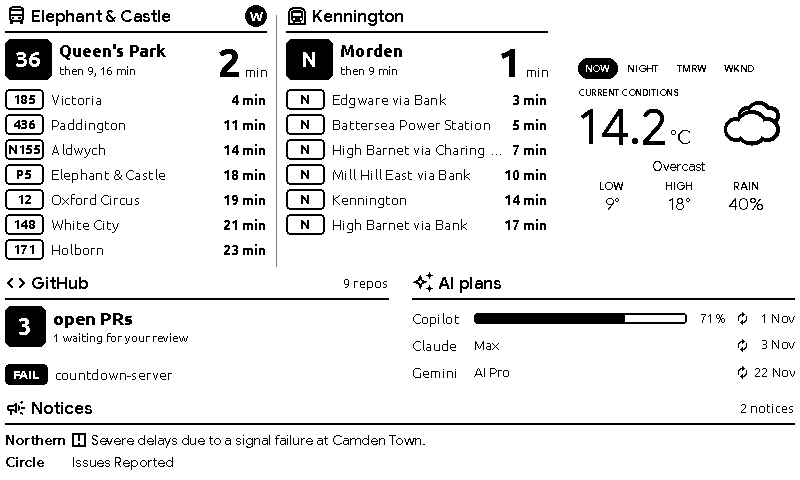 Elephant & Castle W
36 Queen's Park 2 min
then 9, 16 min
185 Victoria 4 min
436 Paddington 11 min
N155 Aldwych 14 min
P5 Elephant & Castle 18 min
12 Oxford Circus 19 min
148 White City 21 min
171 Holborn 23 min
Kennington
N Morden 1 min
then 9 min
N Edgware via Bank 3 min
N Battersea Power Station 5 min
N High Barnet via Charing ... 7 min
N Mill Hill East via Bank 10 min
N Kennington 14 min
N High Barnet via Bank 17 min
NOW NIGHT TMRW WKND
CURRENT CONDITIONS
14.2 °C
Overcast
LOW HIGH RAIN
9° 18° 40%
GitHub 9 repos
3 open PRs
1 waiting for your review
FAIL countdown-server
AI plans
Copilot 71% 1 Nov
Claude Max 3 Nov
Gemini AI Pro 22 Nov
Notices 2 notices
Northern Severe delays due to a signal failure at Camden Town.
Circle Issues Reported